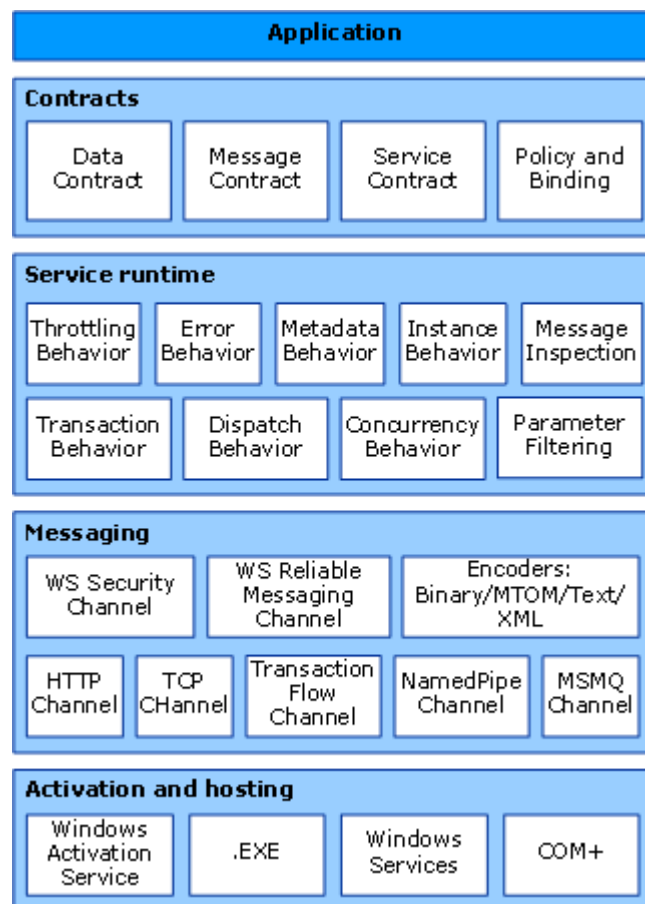 Application
Contracts
Data
Contract
Message
Contract
Service
Contract
Policy and
Binding
Service runtime
Throttling
Behavior
Error
Behavior
Metadata
Behavior
Instance
Behavior
Message
Inspection
Transaction
Behavior
Dispatch
Behavior
Concurrency
Behavior
Parameter
Filtering
Messaging
WS Security
Channel
WS Reliable
Messaging
Channel
Encoders:
Binary/MTOM/Text/
XML
HTTP
Channel
TCP
CHannel
Transaction
Flow
Channel
NamedPipe
Channel
MSMQ
Channel
Activation and hosting
Windows
Activation
Service
.EXE
Windows
Services
COM+